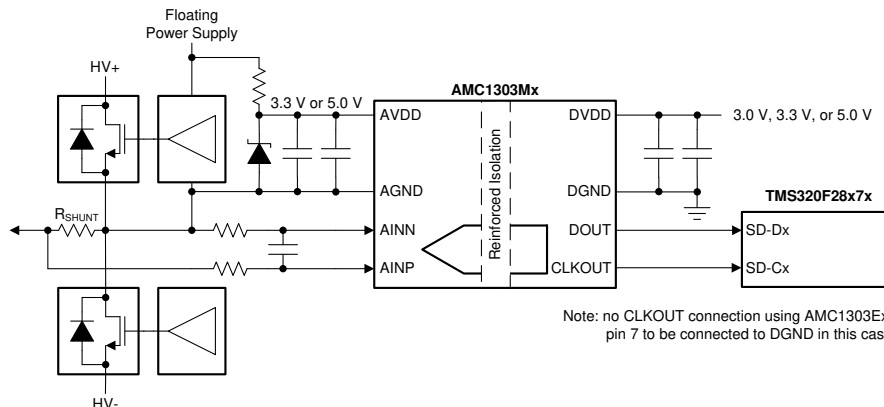 Floating
Power Supply
HV+
3.3 V or 5.0 V
AMC1303Mx
AVDD
DVDD
3.0 V, 3.3 V, or 5.0 V
Reinforced Isolation
AGND
DGND
TMS320F28x7x
RSHUNT
AINN
DOUT
SD-Dx
AINP
CLKOUT
SD-Cx
Note: no CLKOUT connection using AMC1303Ex
pin 7 to be connected to DGND in this cas
HV-